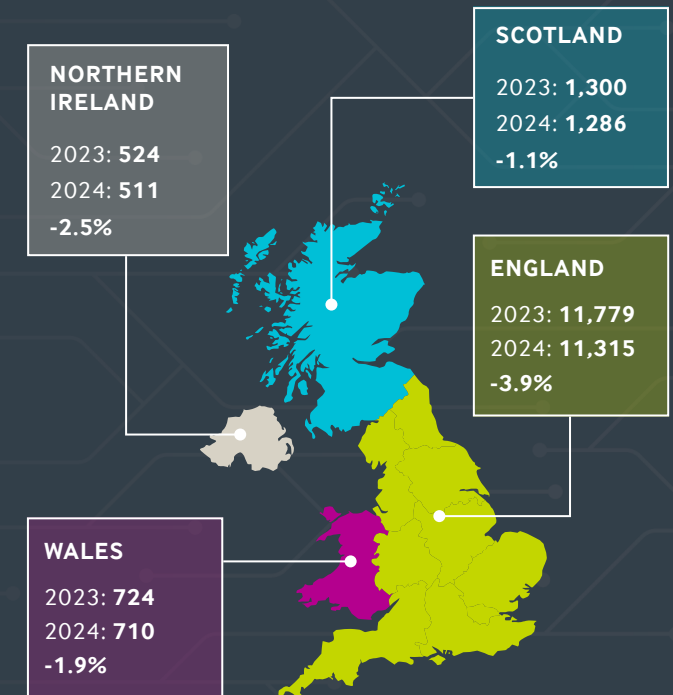 NORTHERN
IRELAND
2023: 524
2024: 511
-2.5%
SCOTLAND
2023: 1,300
2024: 1,286
-1.1%
ENGLAND
2023: 11,779
2024: 11,315
-3.9%
WALES
2023: 724
2024: 710
-1.9%